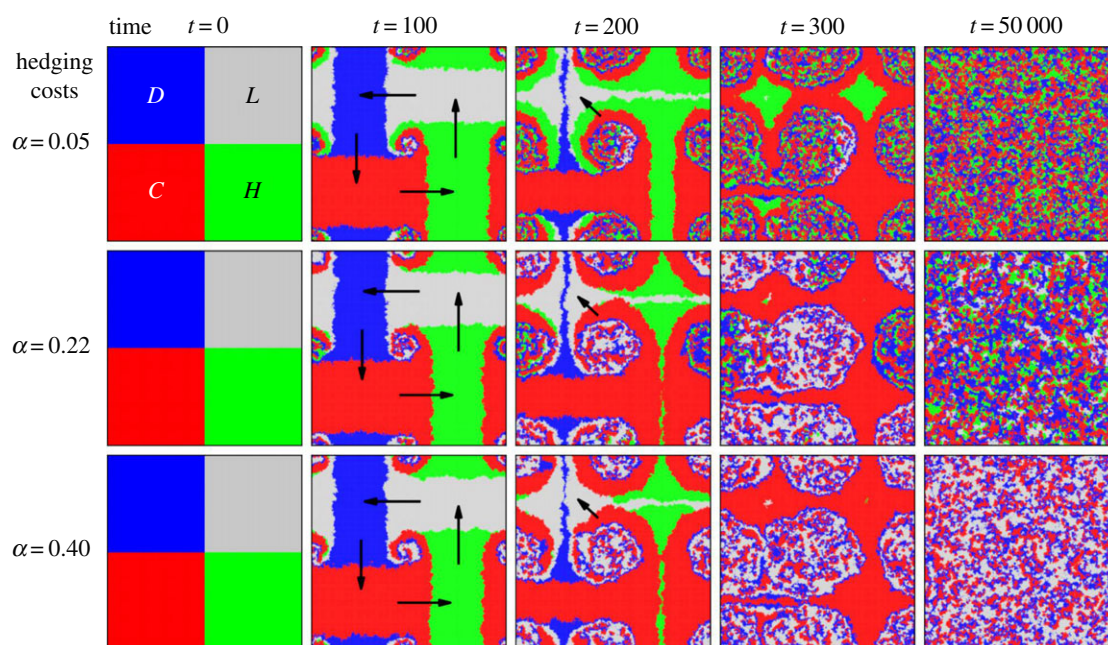 time t = 0 t = 100 t = 200 t = 300 t = 50 000
hedging
costs
D L
α = 0.05
C H
α = 0.22
α = 0.40